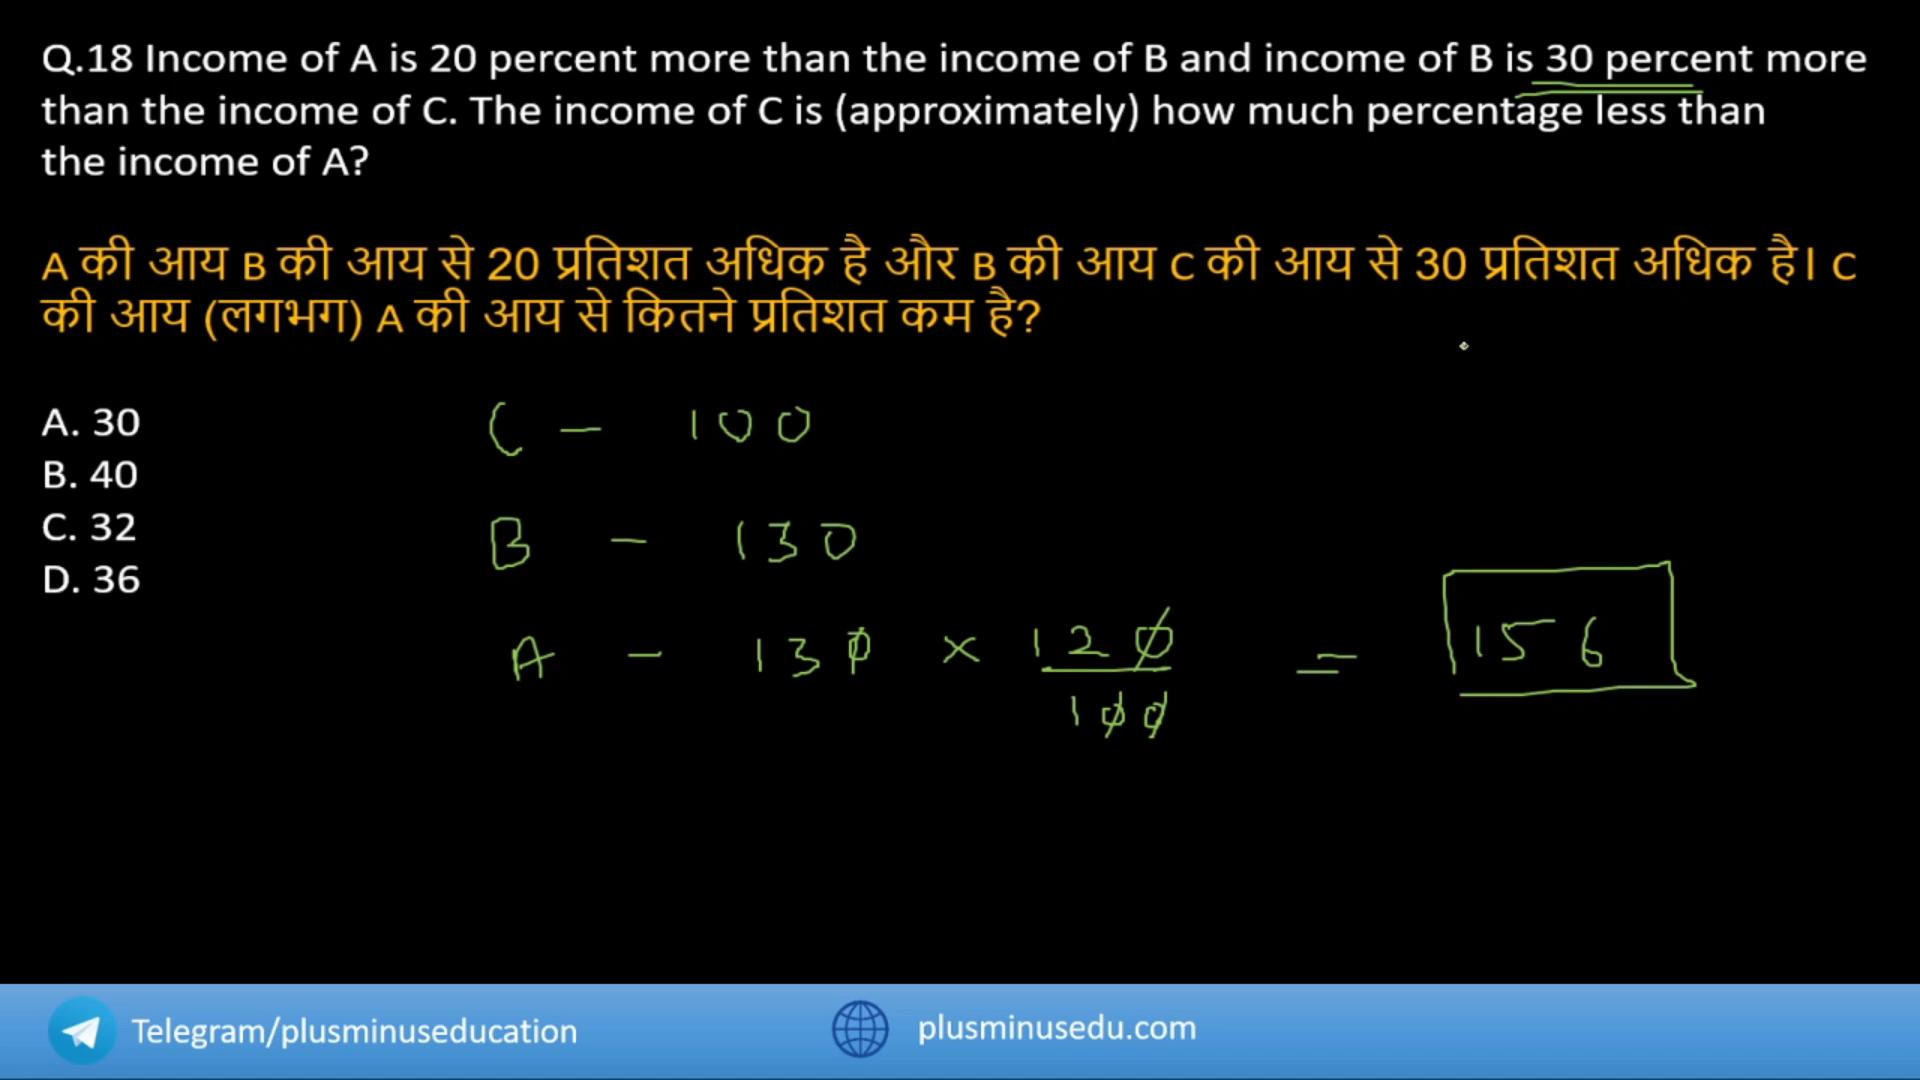 Q.18 Income of A is 20 percent more than the income of B and income of B is 30 percent more
than the income of C. The income of C is (approximately) how much percentage less than
the income of A?
A की आय B की आय से 20 प्रतिशत अधिक है और B की आय C की आय से 30 प्रतिशत अधिक है। C
की आय (लगभग) A की आय से कितने प्रतिशत कम है?
A. 30
B. 40
C. 32
D. 36
C - 100
B - 130
A - 130 × 120/100 = 156
Telegram/plusminuseducation
plusminusedu.com